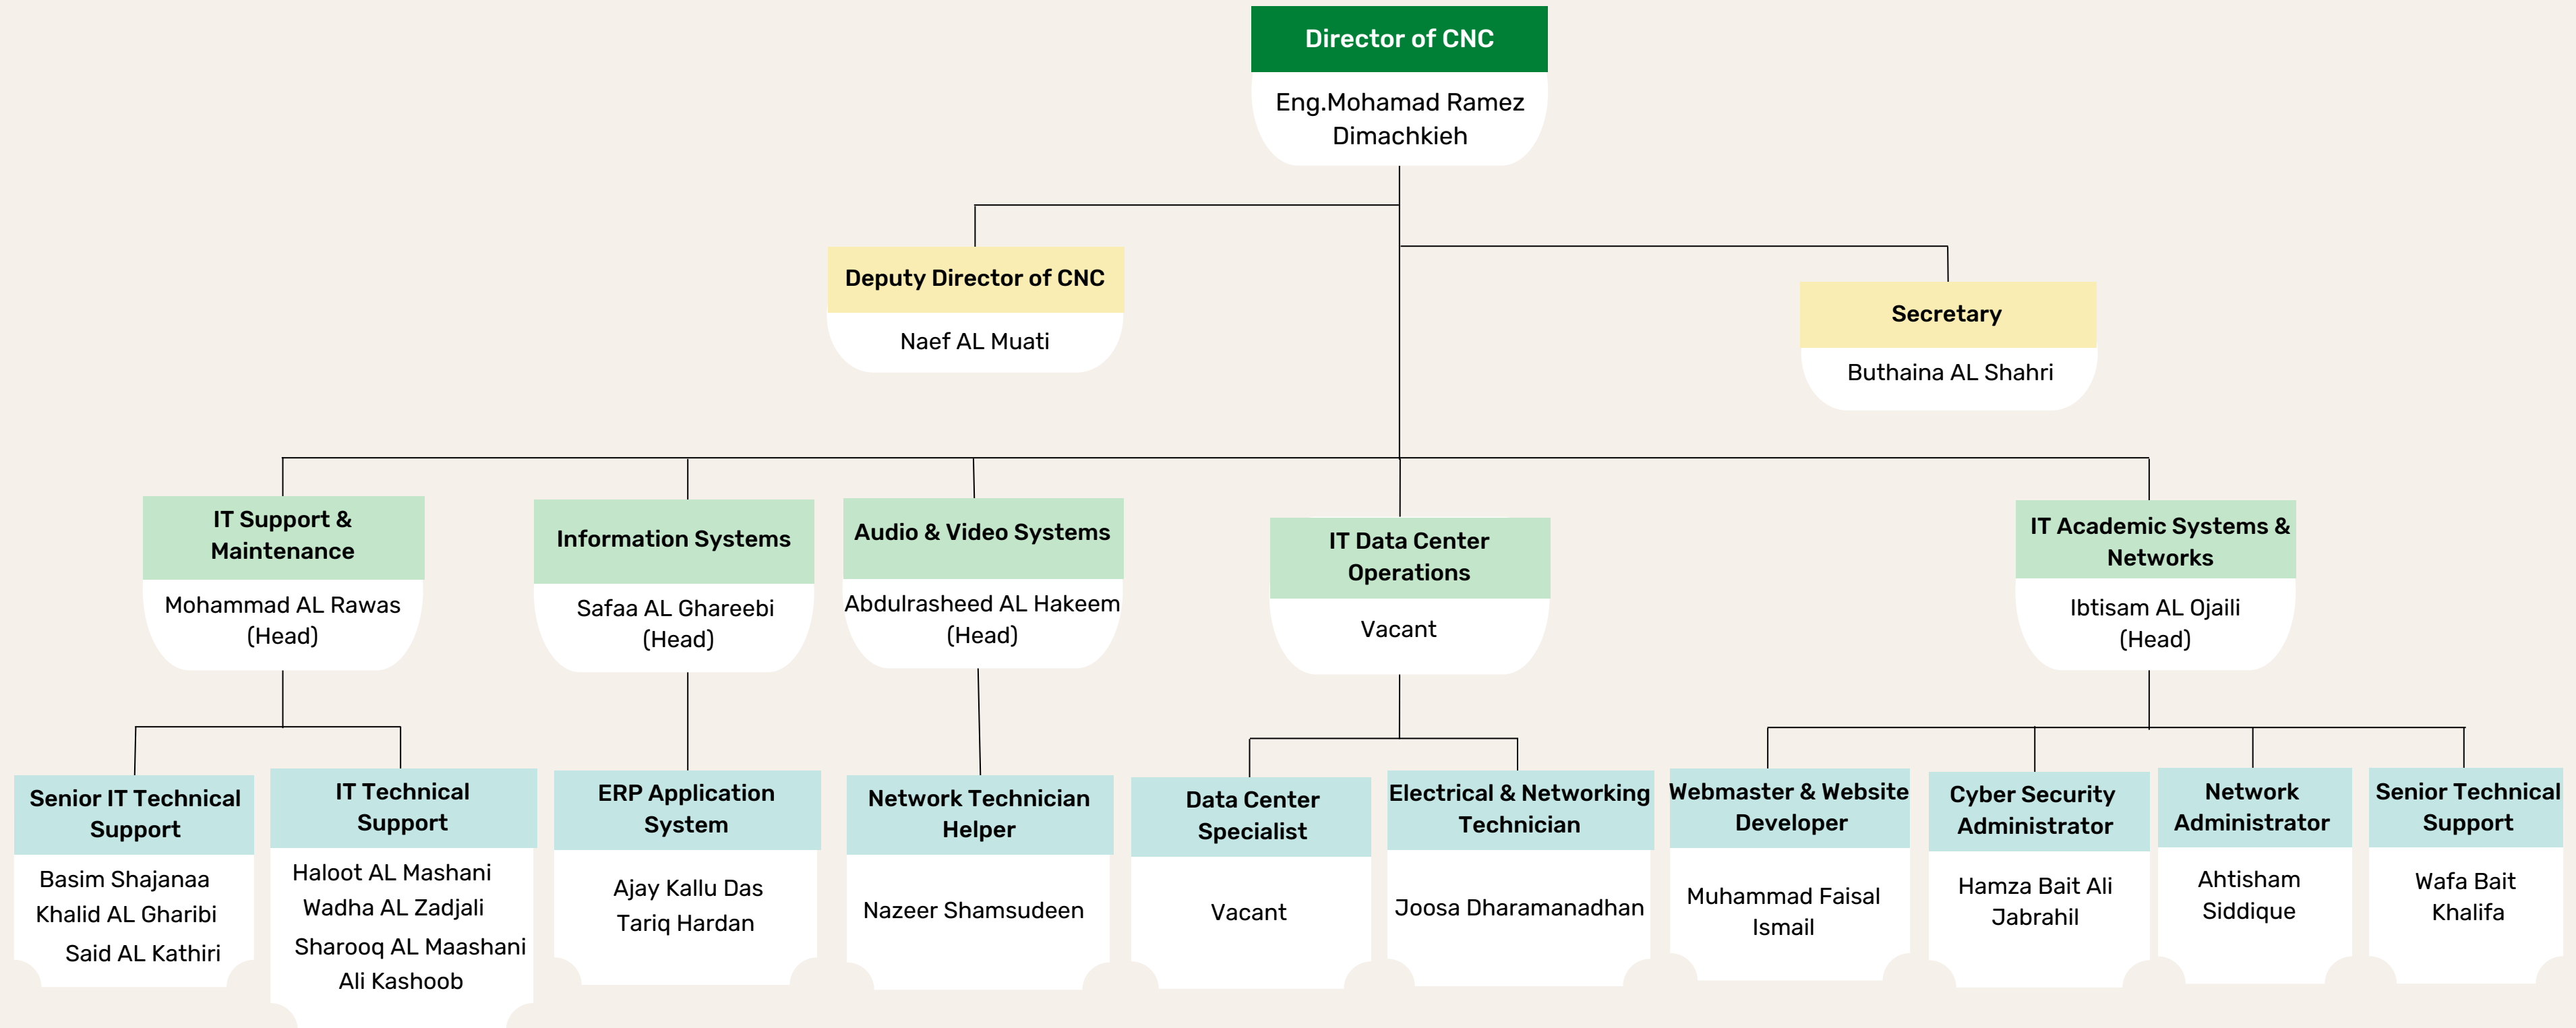 Director of CNC
Eng.Mohamad Ramez
Dimachkieh
Deputy Director of CNC
Naef AL Muati
Secretary
Buthaina AL Shahri
IT Support &
Maintenance
Mohammad AL Rawas
(Head)
Information Systems
Safaa AL Ghareebi
(Head)
Audio & Video Systems
Abdulrasheed AL Hakeem
(Head)
IT Data Center
Operations
Vacant
IT Academic Systems &
Networks
Ibtisam AL Ojaili
(Head)
Senior IT Technical
Support
Basim Shajanaa
Khalid AL Gharibi
Said AL Kathiri
IT Technical
Support
Haloot AL Mashani
Wadha AL Zadjali
Sharooq AL Maashani
Ali Kashoob
ERP Application
System
Ajay Kallu Das
Tariq Hardan
Network Technician
Helper
Nazeer Shamsudeen
Data Center
Specialist
Vacant
Electrical & Networking
Technician
Joosa Dharamanadhan
Webmaster & Website
Developer
Muhammad Faisal
Ismail
Cyber Security
Administrator
Hamza Bait Ali
Jabrahil
Network
Administrator
Ahtisham
Siddique
Senior Technical
Support
Wafa Bait
Khalifa